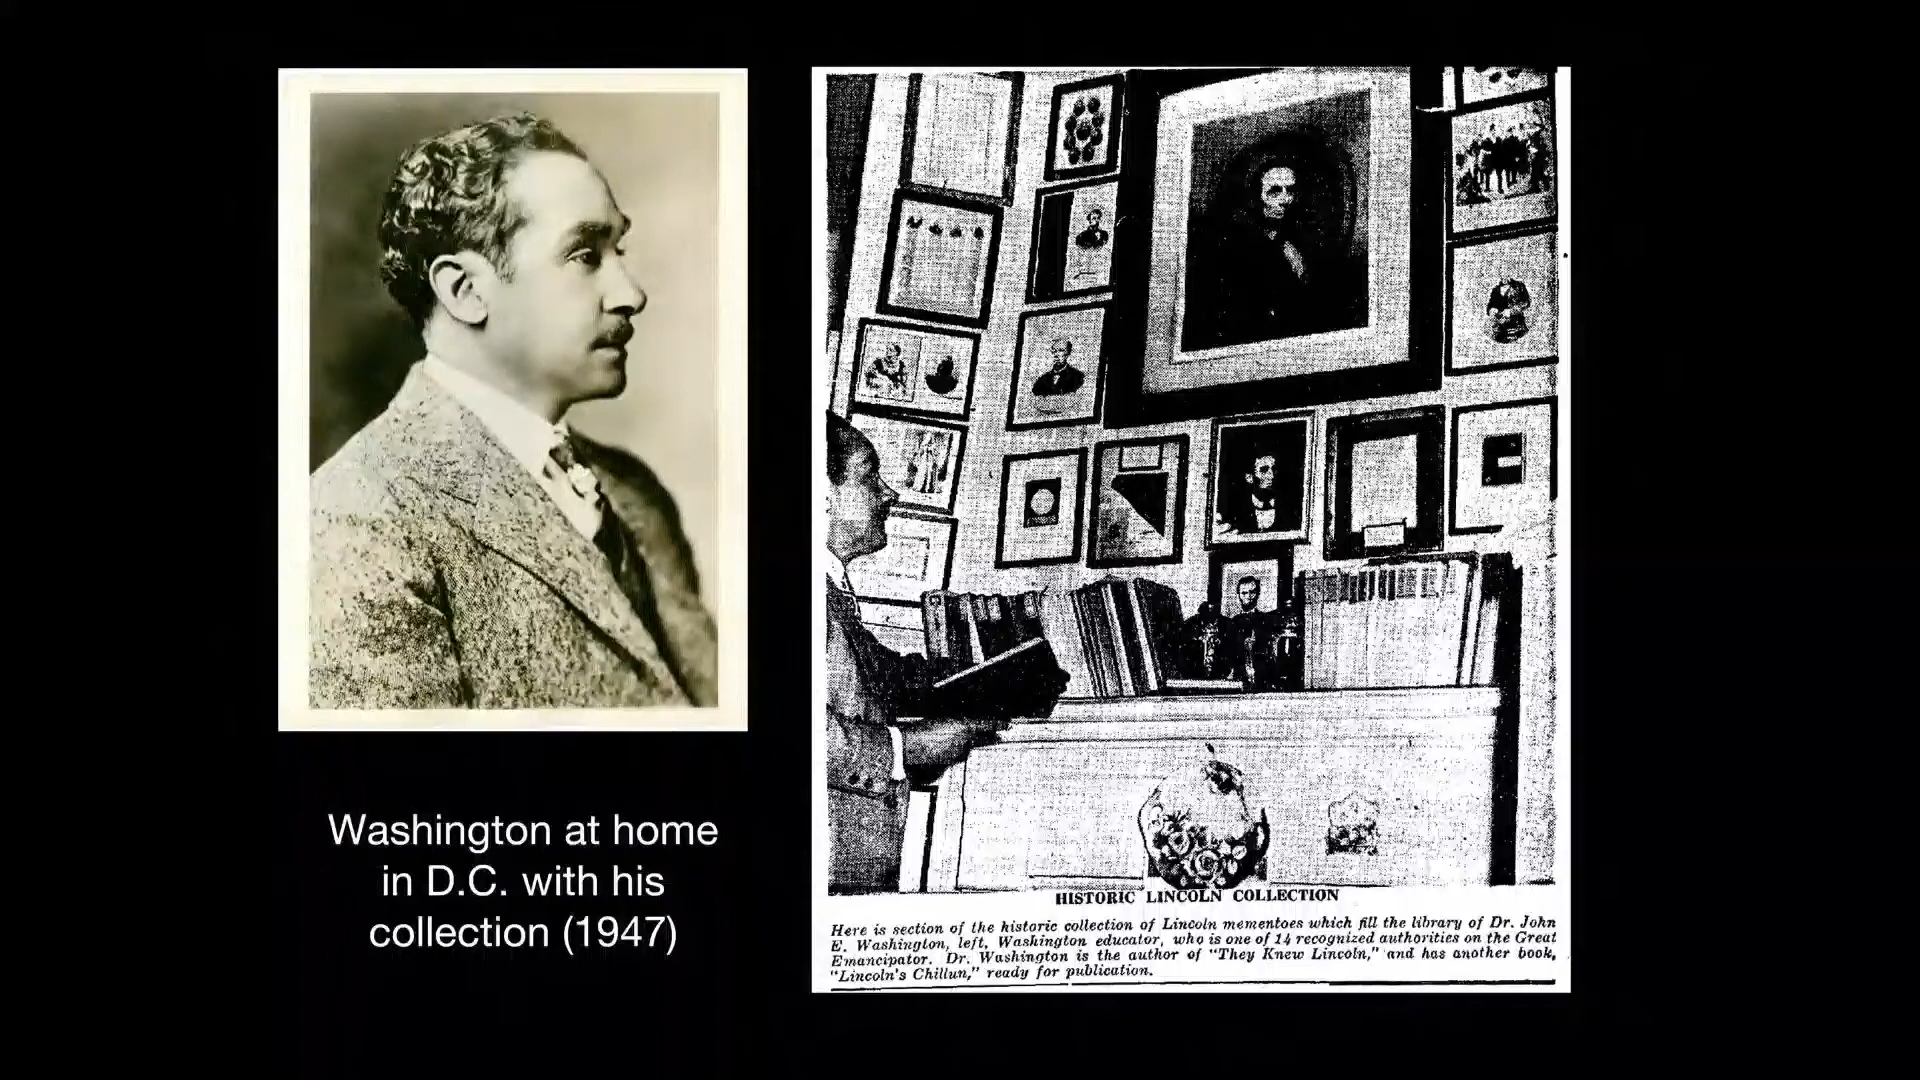 Washington at home
in D.C. with his
collection (1947)
HISTORIC LINCOLN COLLECTION
Here is section of the historic collection of Lincoln mementoes which fill the library of Dr. John
E. Washington, left, Washington educator, who is one of 14 recognized authorities on the Great
Emancipator. Dr. Washington is the author of "They Knew Lincoln," and has another book,
"Lincoln's Chillun," ready for publication.